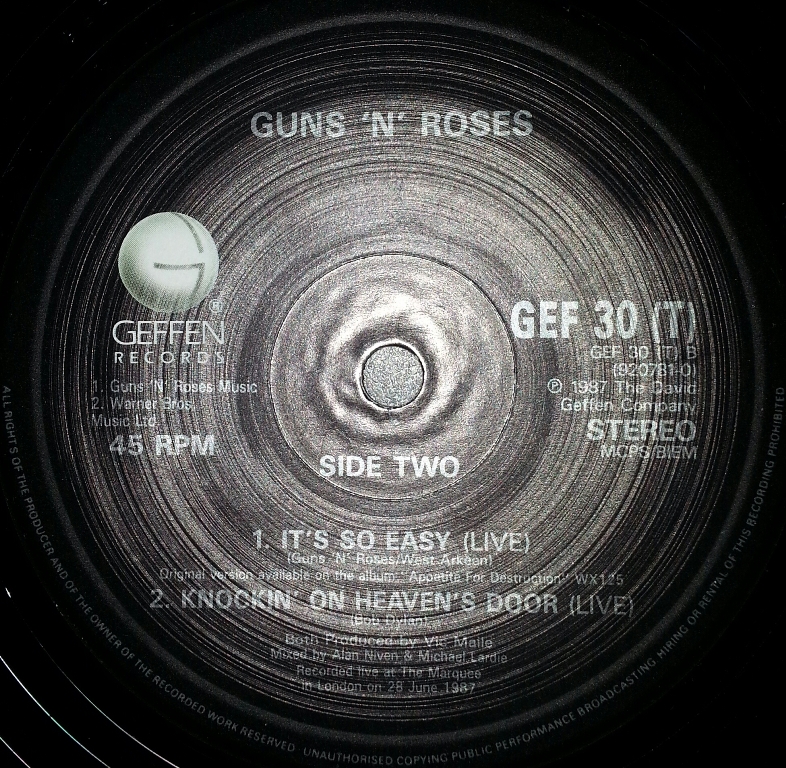 GUNS 'N' ROSES
GEFFEN
RECORDS
®
1. Guns 'N' Roses Music
2. Warner Bros.
Music Ltd.
45 RPM
GEF 30 (T)
GEF 30 (T) B
(920781-0)
℗ 1987 The David
Geffen Company
STEREO
MCPS/BIEM
SIDE TWO
1. IT'S SO EASY (LIVE)
(Guns 'N' Roses/West Arkeen)
Original version available on the album "Appetite For Destruction" WX125
2. KNOCKIN' ON HEAVEN'S DOOR (LIVE)
(Bob Dylan)
Both Produced by Vic Maile
Mixed by Alan Niven & Michael Lardie
Recorded live at The Marquee
in London on 28 June 1987
ALL RIGHTS OF THE PRODUCER AND OF THE OWNER OF THE RECORDED WORK RESERVED UNAUTHORISED COPYING PUBLIC PERFORMANCE BROADCASTING HIRING OR RENTAL OF THIS RECORDING PROHIBITED